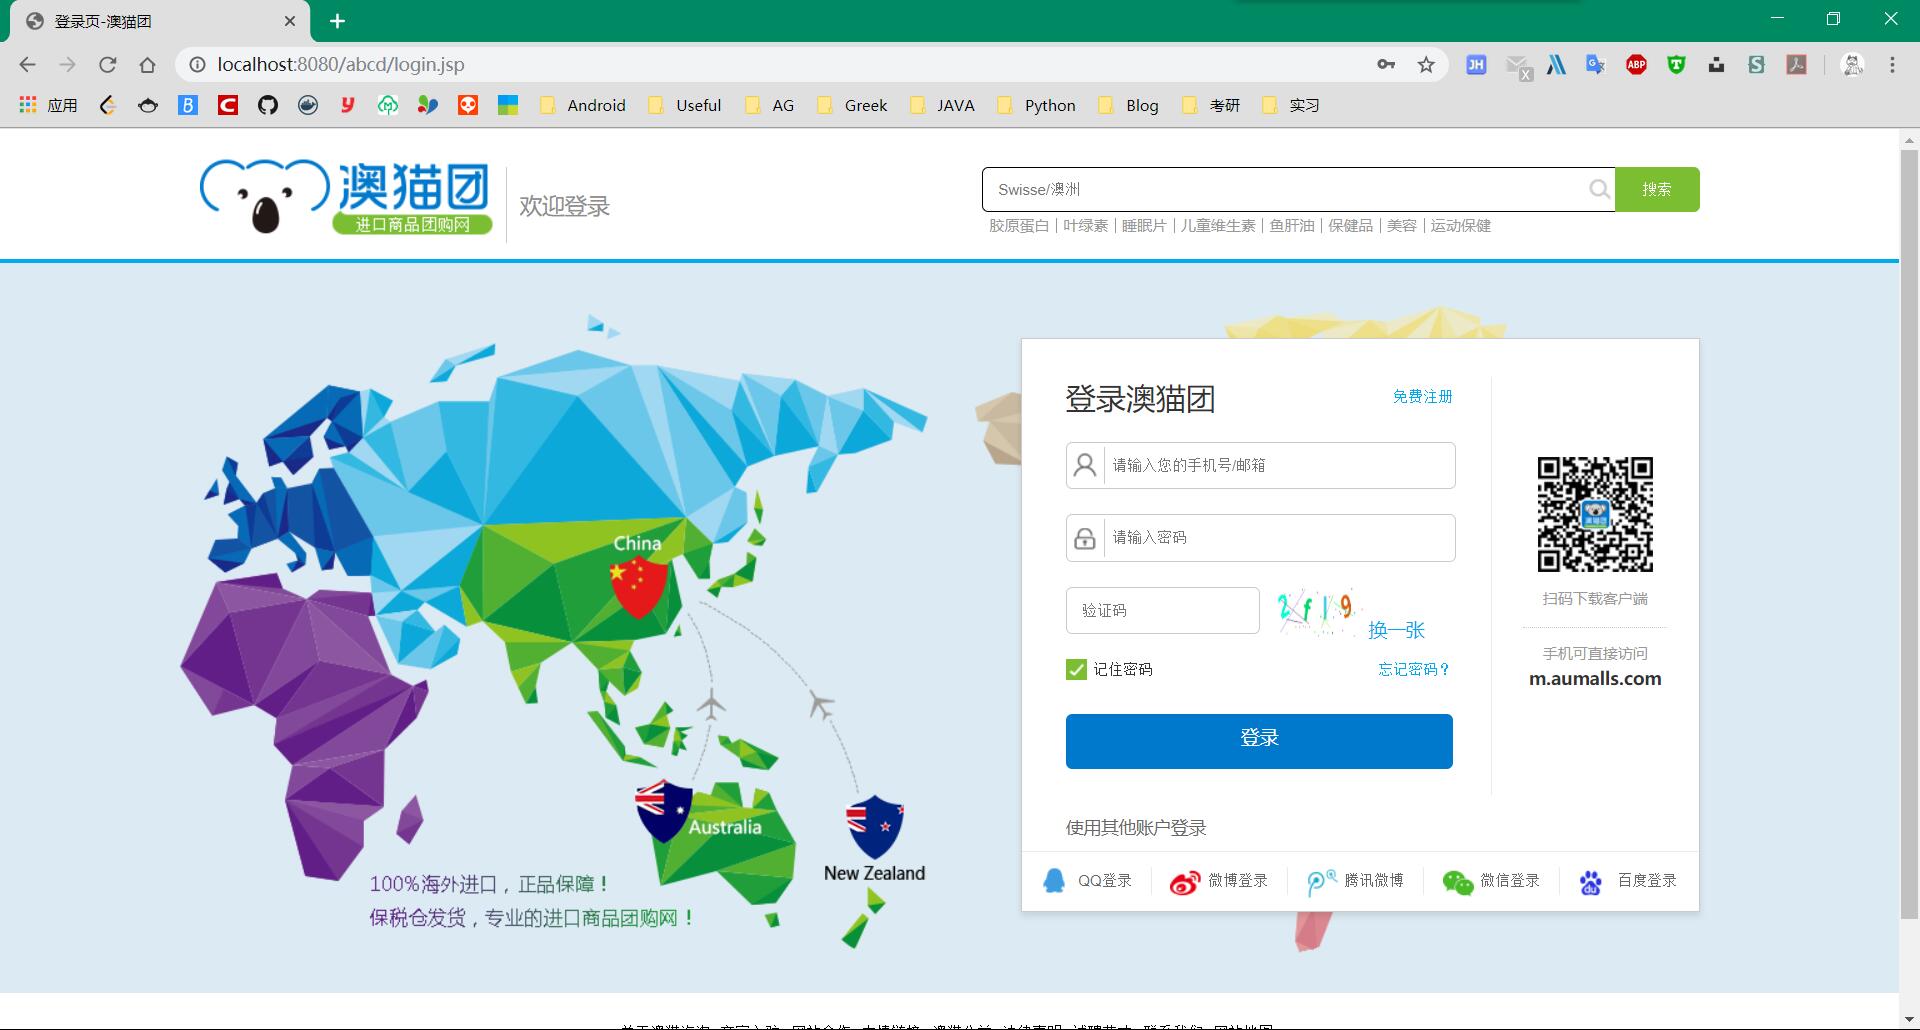 登录页-澳猫团
localhost:8080/abcd/login.jsp
JH X ABP T S
应用 B C y Android Useful AG Greek JAVA Python Blog 考研 实习
澳猫团
进口商品团购网
欢迎登录
Swisse/澳洲
搜索
胶原蛋白 | 叶绿素 | 睡眠片 | 儿童维生素 | 鱼肝油 | 保健品 | 美容 | 运动保健
China
Australia
New Zealand
100%海外进口，正品保障！
保税仓发货，专业的进口商品团购网！
登录澳猫团
免费注册
请输入您的手机号/邮箱
请输入密码
验证码
2fl9
换一张
记住密码
忘记密码？
登录
澳猫团
扫码下载客户端
手机可直接访问
m.aumalls.com
使用其他账户登录
QQ登录 微博登录 腾讯微博 微信登录 百度登录